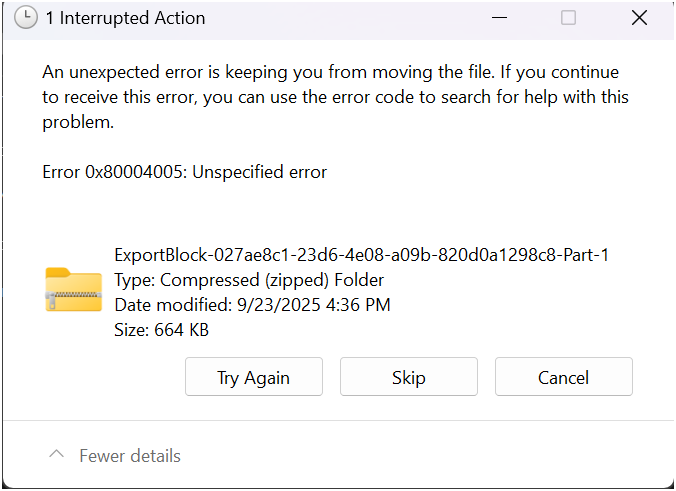 1 Interrupted Action
An unexpected error is keeping you from moving the file. If you continue
to receive this error, you can use the error code to search for help with this
problem.
Error 0x80004005: Unspecified error
ExportBlock-027ae8c1-23d6-4e08-a09b-820d0a1298c8-Part-1
Type: Compressed (zipped) Folder
Date modified: 9/23/2025 4:36 PM
Size: 664 KB
Try Again
Skip
Cancel
Fewer details